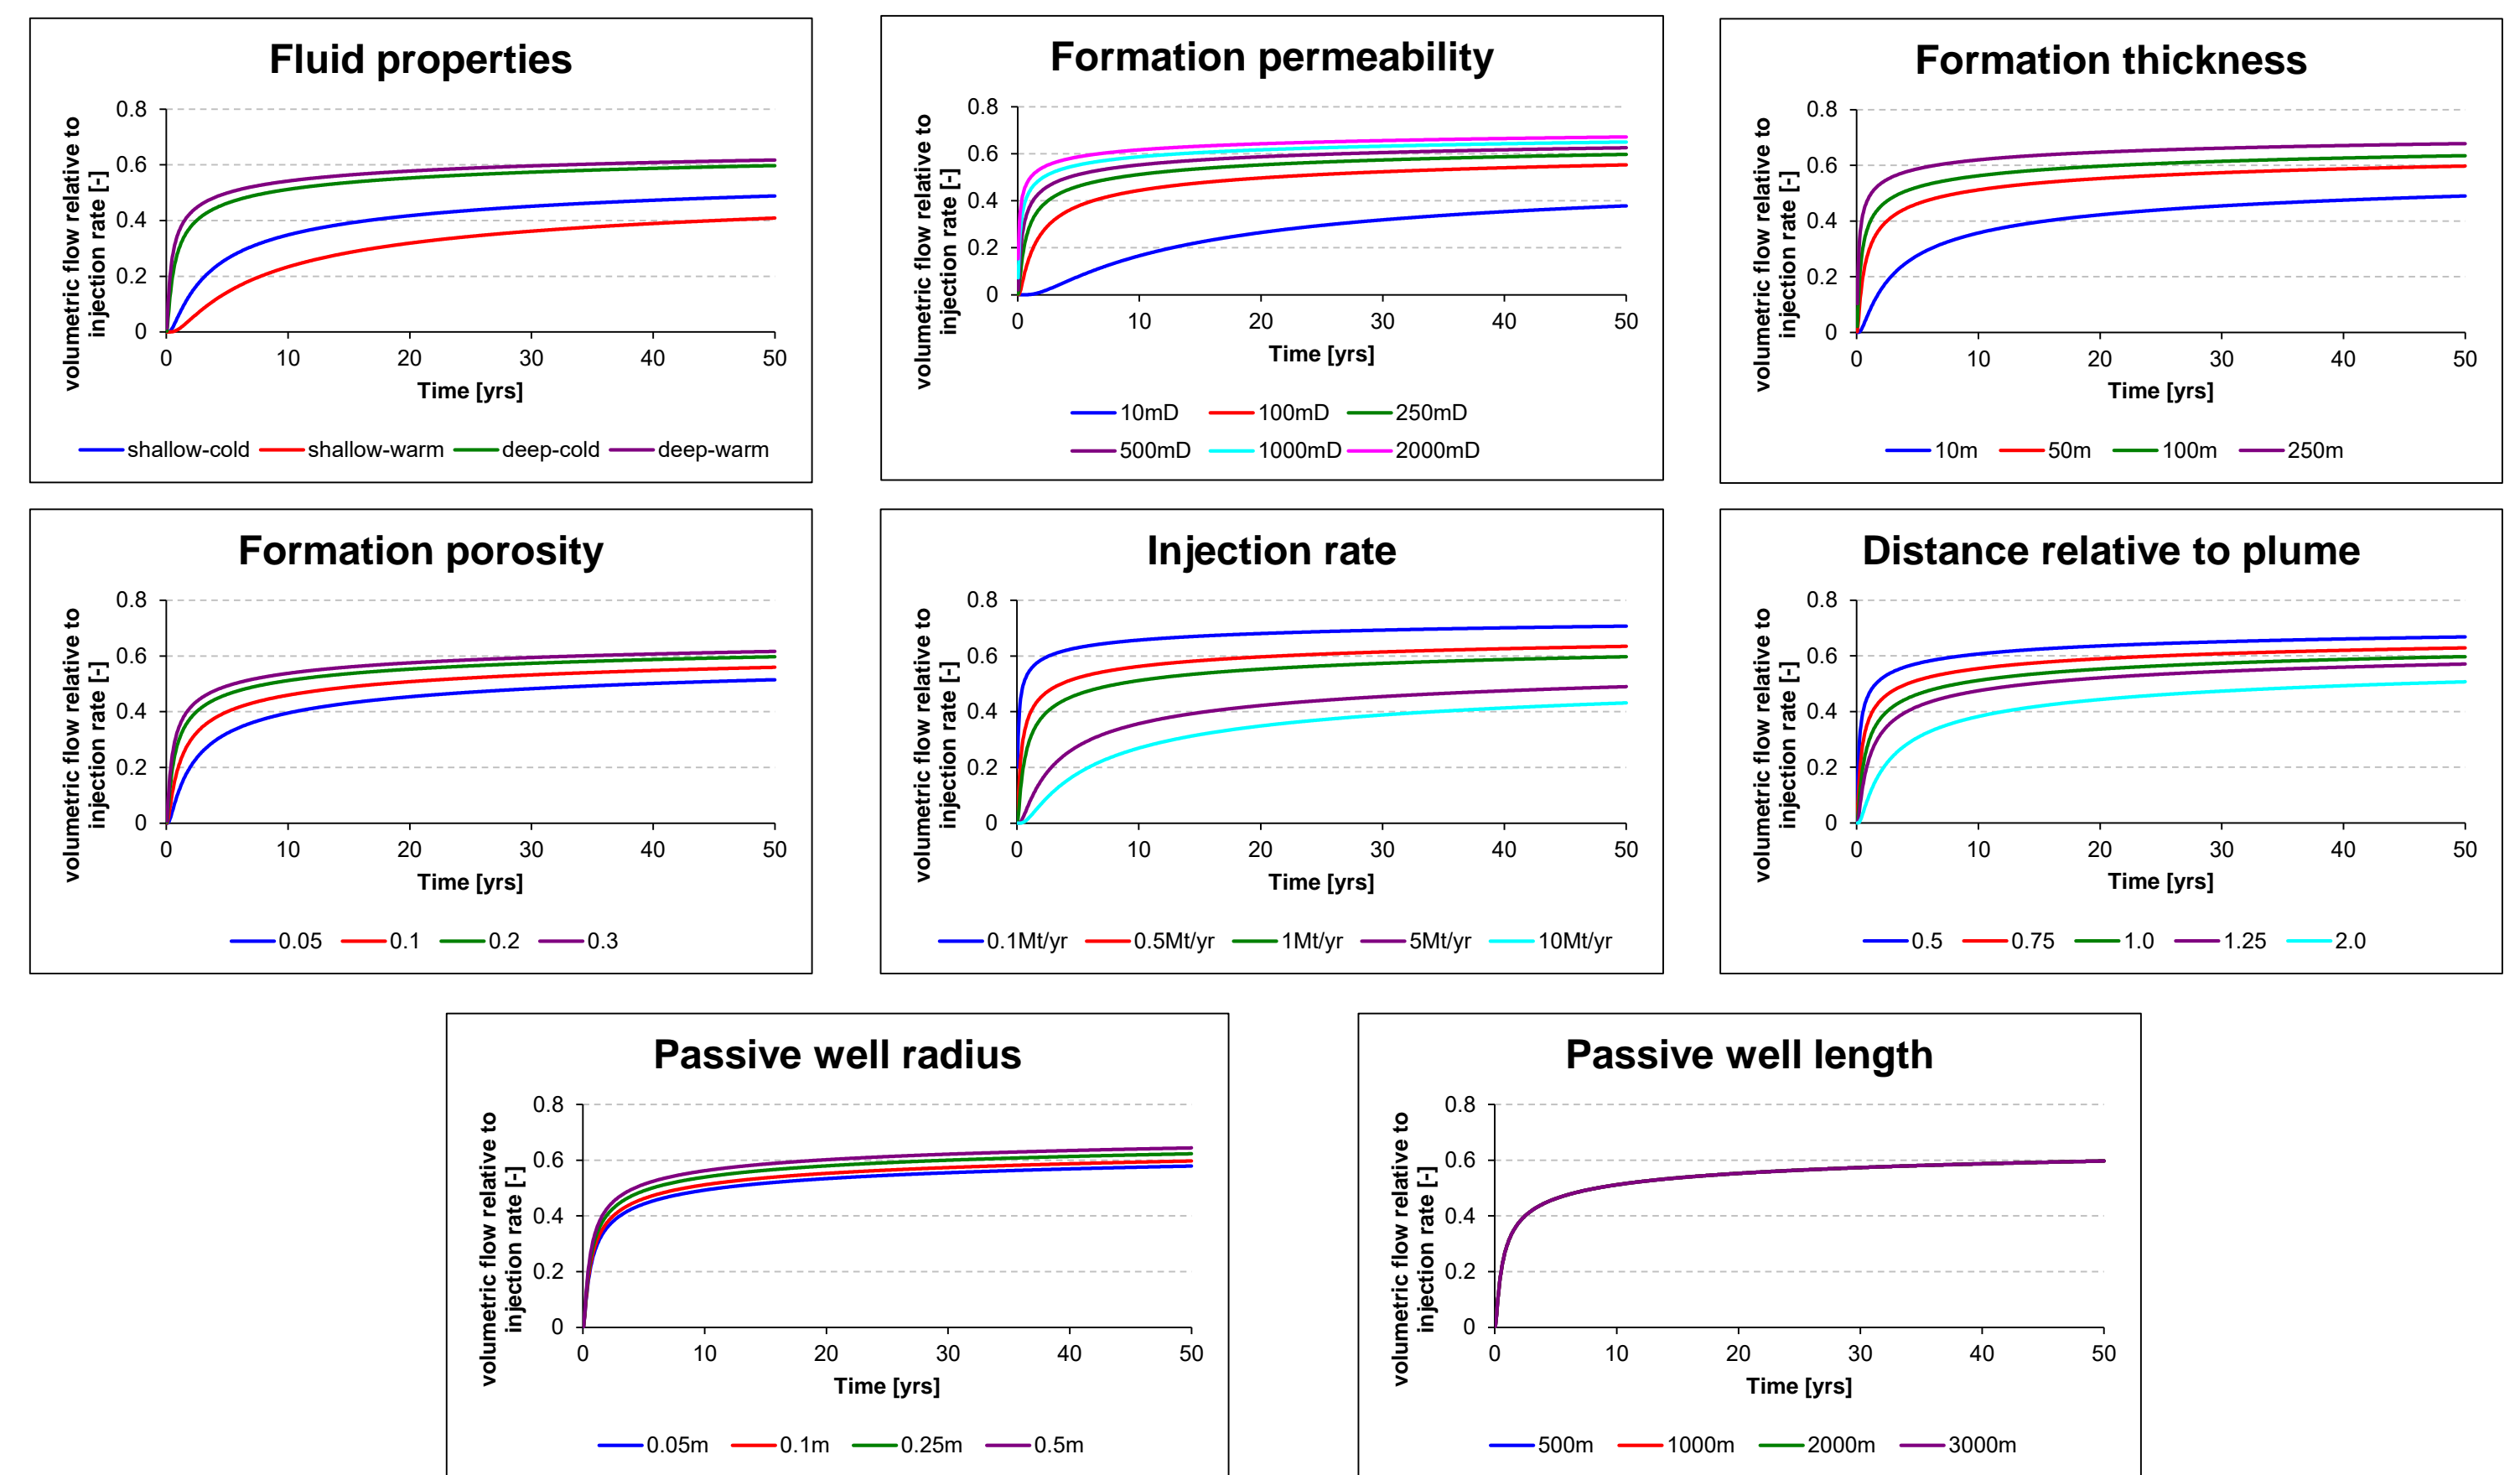 Fluid properties
volumetric flow relative to
injection rate [-]
0.8
0.6
0.4
0.2
0
0 10 20 30 40 50
Time [yrs]
shallow-cold shallow-warm deep-cold deep-warm
Formation permeability
volumetric flow relative to
injection rate [-]
0.8
0.6
0.4
0.2
0
0 10 20 30 40 50
Time [yrs]
10mD 100mD 250mD
500mD 1000mD 2000mD
Formation thickness
volumetric flow relative to
injection rate [-]
0.8
0.6
0.4
0.2
0
0 10 20 30 40 50
Time [yrs]
10m 50m 100m 250m
Formation porosity
volumetric flow relative to
injection rate [-]
0.8
0.6
0.4
0.2
0
0 10 20 30 40 50
Time [yrs]
0.05 0.1 0.2 0.3
Injection rate
volumetric flow relative to
injection rate [-]
0.8
0.6
0.4
0.2
0
0 10 20 30 40 50
Time [yrs]
0.1Mt/yr 0.5Mt/yr 1Mt/yr 5Mt/yr 10Mt/yr
Distance relative to plume
volumetric flow relative to
injection rate [-]
0.8
0.6
0.4
0.2
0
0 10 20 30 40 50
Time [yrs]
0.5 0.75 1.0 1.25 2.0
Passive well radius
volumetric flow relative to
injection rate [-]
0.8
0.6
0.4
0.2
0
0 10 20 30 40 50
Time [yrs]
0.05m 0.1m 0.25m 0.5m
Passive well length
volumetric flow relative to
injection rate [-]
0.8
0.6
0.4
0.2
0
0 10 20 30 40 50
Time [yrs]
500m 1000m 2000m 3000m